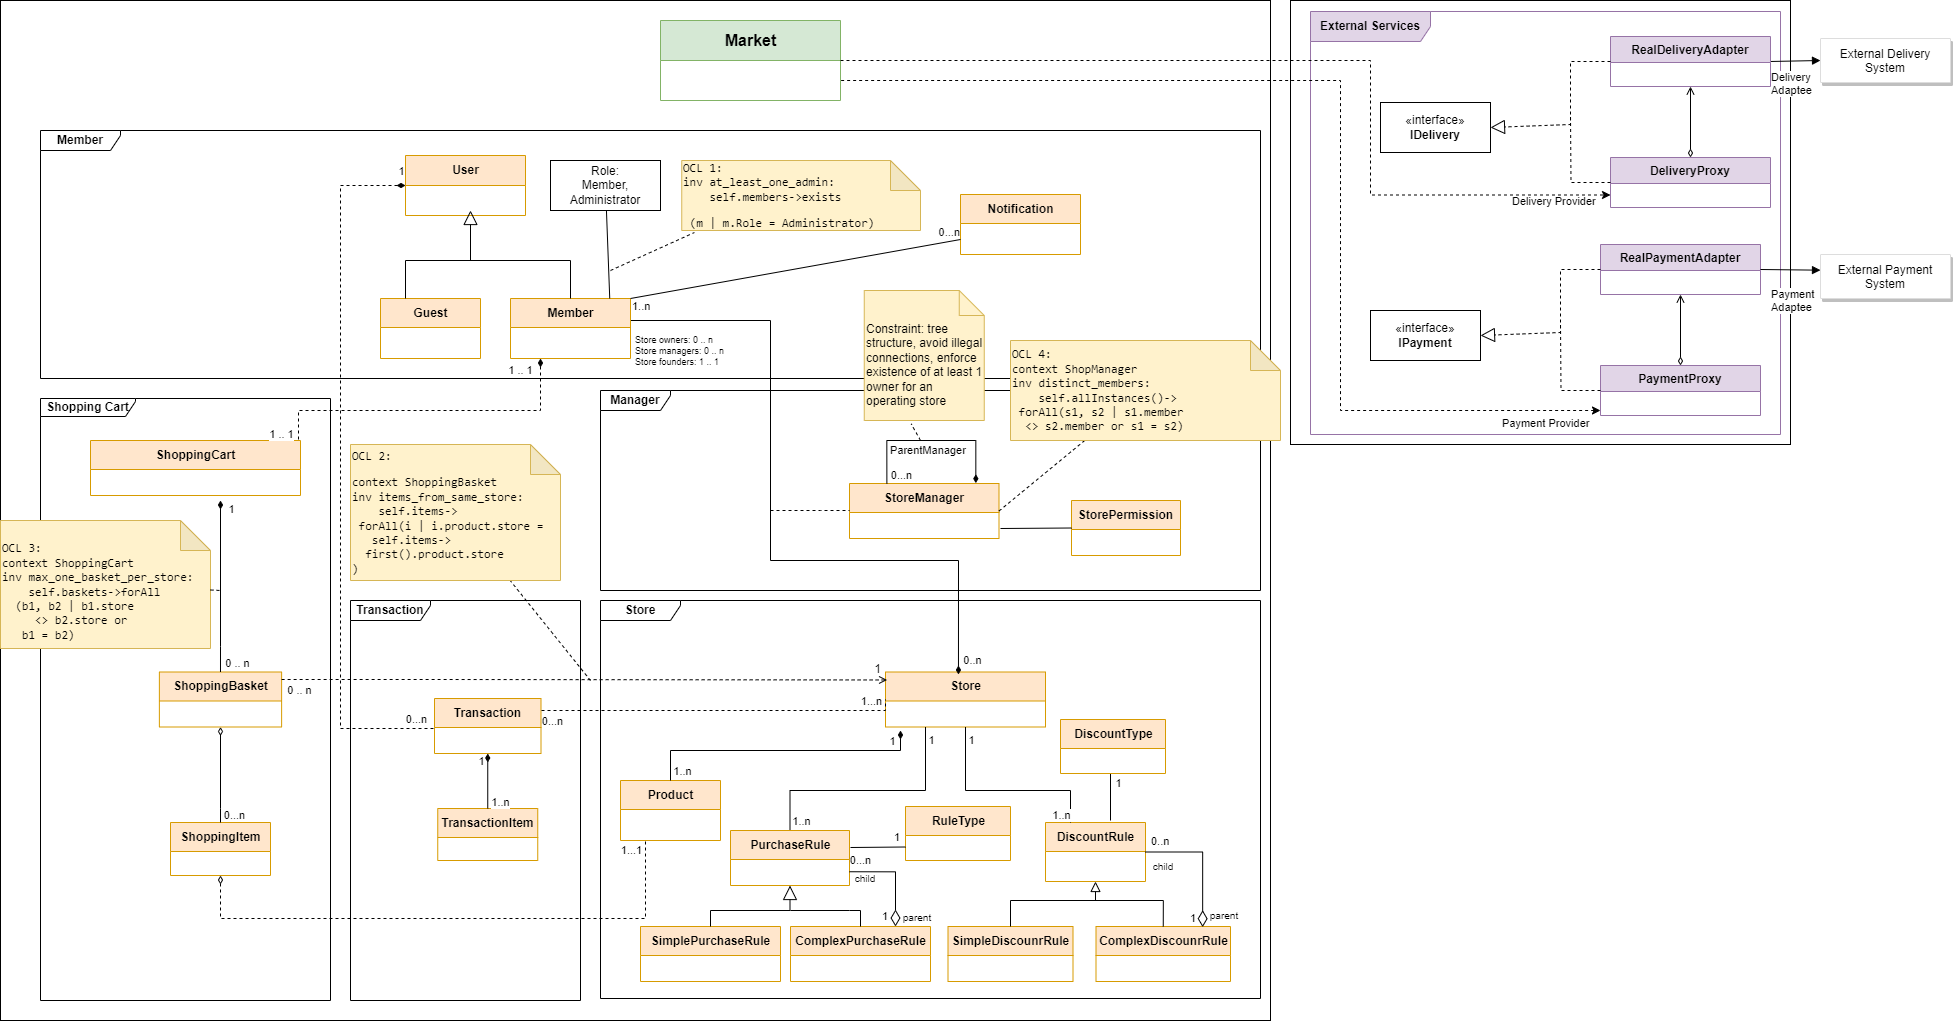 Market
External Services
RealDeliveryAdapter
External Delivery
System
Delivery
Adaptee
«interface»
IDelivery
DeliveryProxy
Delivery Provider
RealPaymentAdapter
External Payment
System
Payment
Adaptee
«interface»
IPayment
PaymentProxy
Payment Provider
Member
User
1
Role:
Member,
Administrator
OCL 1:
inv at_least_one_admin:
self.members->exists
(m | m.Role = Administrator)
Notification
0...n
Guest
Member
1..n
Store owners: 0 .. n
Store managers: 0 .. n
Store founders: 1 .. 1
1 .. 1
Constraint: tree
structure, avoid illegal
connections, enforce
existence of at least 1
owner for an
operating store
OCL 4:
context ShopManager
inv distinct_members:
self.allInstances()->
forAll(s1, s2 | s1.member
<> s2.member or s1 = s2)
Manager
ParentManager
0...n
StoreManager
StorePermission
Shopping Cart
1 .. 1
ShoppingCart
1
OCL 2:
context ShoppingBasket
inv items_from_same_store:
self.items->
forAll(i | i.product.store =
self.items->
first().product.store
)
OCL 3:
context ShoppingCart
inv max_one_basket_per_store:
self.baskets->forAll
(b1, b2 | b1.store
<> b2.store or
b1 = b2)
0 .. n
ShoppingBasket
0 .. n
0...n
ShoppingItem
Transaction
0...n
Transaction
0...n
1
1...n
TransactionItem
Store
0...n
1
Store
1...n
1
1
1
1..n
Product
1...1
1..n
PurchaseRule
0...n
child
1
RuleType
DiscountType
1
1..n
DiscountRule
0..n
child
1
parent
1
parent
SimplePurchaseRule
ComplexPurchaseRule
SimpleDiscounrRule
ComplexDiscounrRule